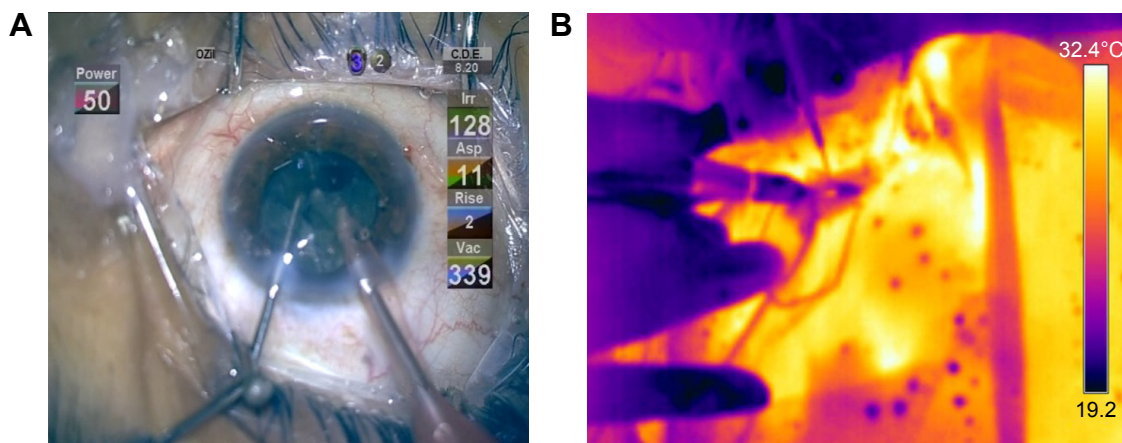 A
OZil
3 2
C.D.E.
8.20
Power
50
Irr
128
Asp
11
Rise
2
Vac
339
B
32.4°C
19.2